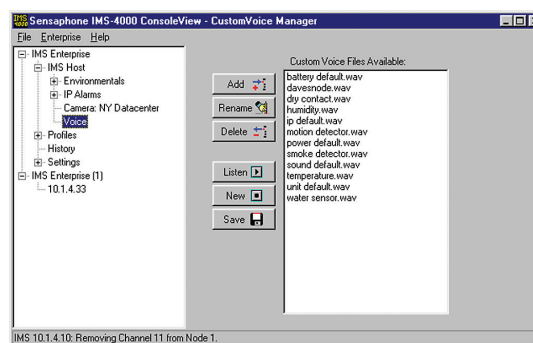 IMS 4000
Sensaphone IMS-4000 ConsoleView - CustomVoice Manager
File Enterprise Help
IMS Enterprise
IMS Host
Environmentals
IP Alarms
Camera: NY Datacenter
Voice
Profiles
History
Settings
IMS Enterprise (1)
10.1.4.33
Add
Rename
Delete
Listen
New
Save
Custom Voice Files Available:
battery default.wav
davesnode.wav
dry contact.wav
humidity.wav
ip default.wav
motion detector.wav
power default.wav
smoke detector.wav
sound default.wav
temperature.wav
unit default.wav
water sensor.wav
IMS 10.1.4.10: Removing Channel 11 from Node 1.